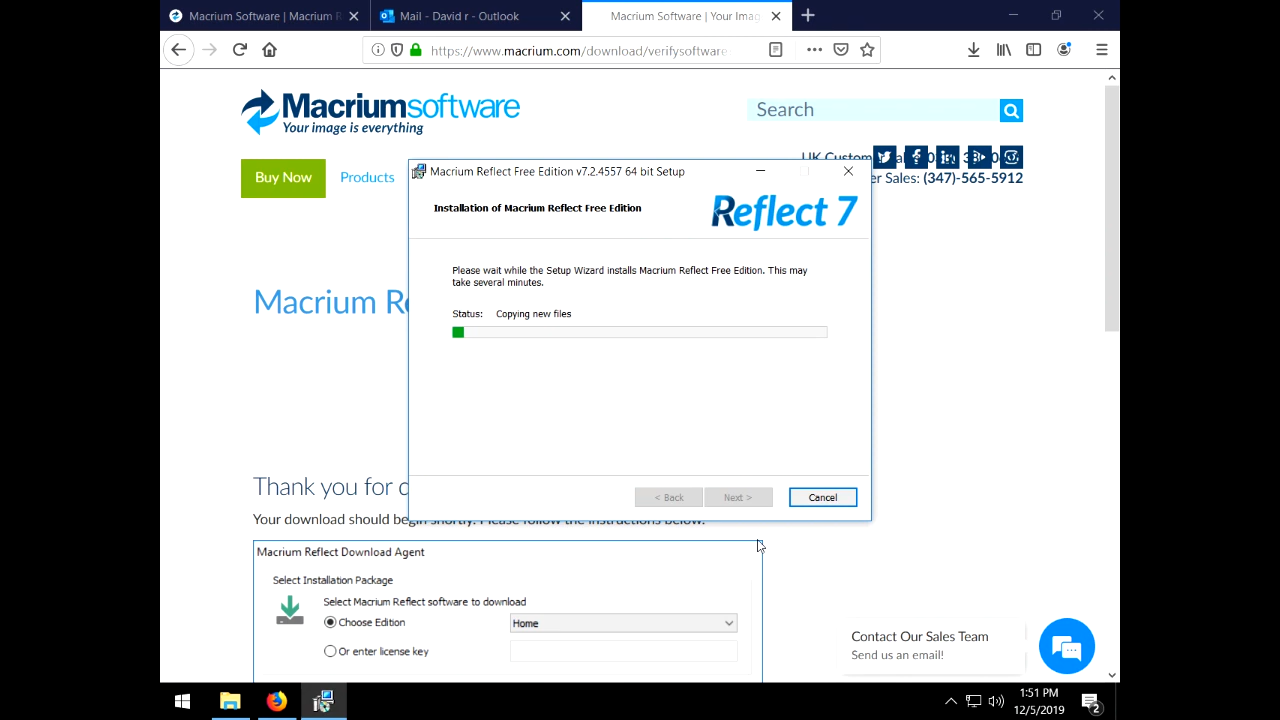 Macrium Software | Macrium R
Mail - David r - Outlook
Macrium Software | Your Imag
https://www.macrium.com/download/verifysoftware
Macriumsoftware
Your image is everything
Search
UK Custom
Buy Now
Products
er Sales: (347)-565-5912
Macrium Reflect Free Edition v7.2.4557 64 bit Setup
Installation of Macrium Reflect Free Edition
Reflect 7
Please wait while the Setup Wizard installs Macrium Reflect Free Edition. This may
take several minutes.
Macrium Re
Status: Copying new files
Thank you for d
< Back
Next >
Cancel
Your download should begin shortly. Please follow the instructions below.
Macrium Reflect Download Agent
Select Installation Package
Select Macrium Reflect software to download
Choose Edition
Home
Or enter license key
Contact Our Sales Team
Send us an email!
1:51 PM
12/5/2019
2